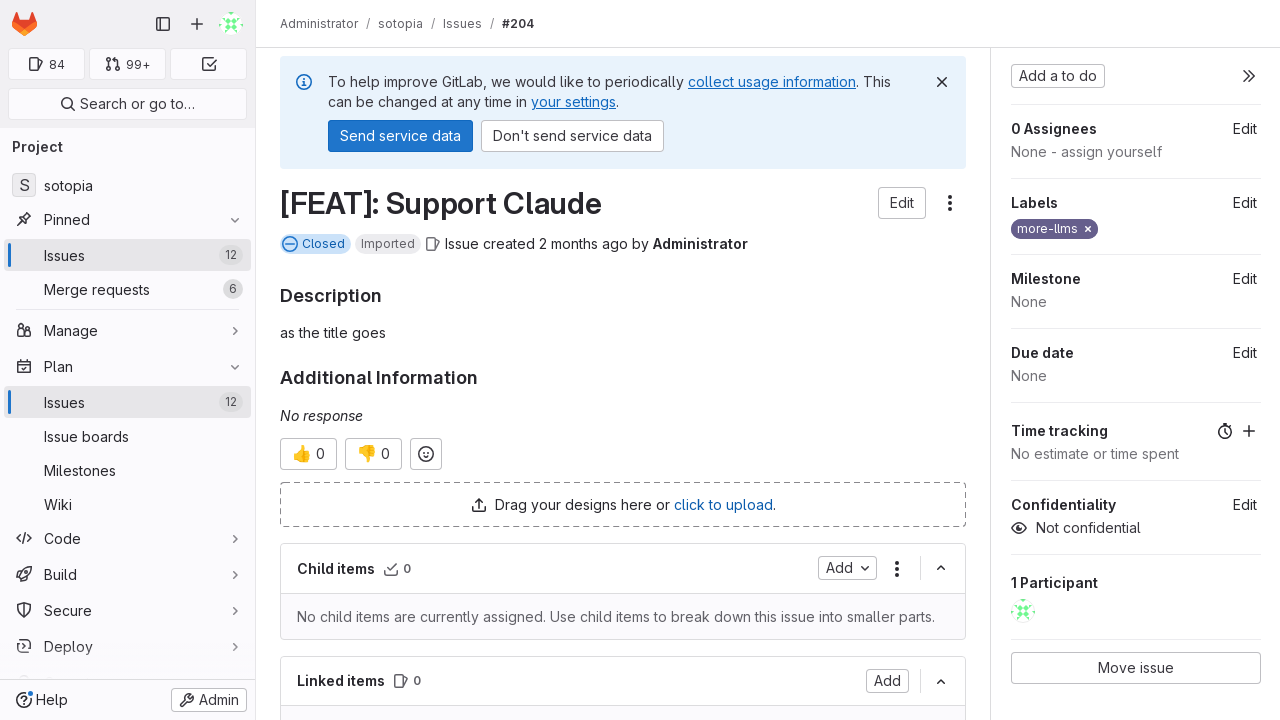 Administrator / sotopia / Issues / #204
84
99+
Search or go to…
Project
S sotopia
Pinned
Issues 12
Merge requests 6
Manage
Plan
Issues 12
Issue boards
Milestones
Wiki
Code
Build
Secure
Deploy
Help
Admin
To help improve GitLab, we would like to periodically collect usage information. This
can be changed at any time in your settings.
Send service data
Don't send service data
[FEAT]: Support Claude
Edit
Closed
Imported
Issue created 2 months ago by Administrator
Description
as the title goes
Additional Information
No response
👍 0
👎 0
Drag your designs here or click to upload.
Child items 0
Add
No child items are currently assigned. Use child items to break down this issue into smaller parts.
Linked items 0
Add
Add a to do
0 Assignees Edit
None - assign yourself
Labels Edit
more-llms ×
Milestone Edit
None
Due date Edit
None
Time tracking
No estimate or time spent
Confidentiality Edit
Not confidential
1 Participant
Move issue